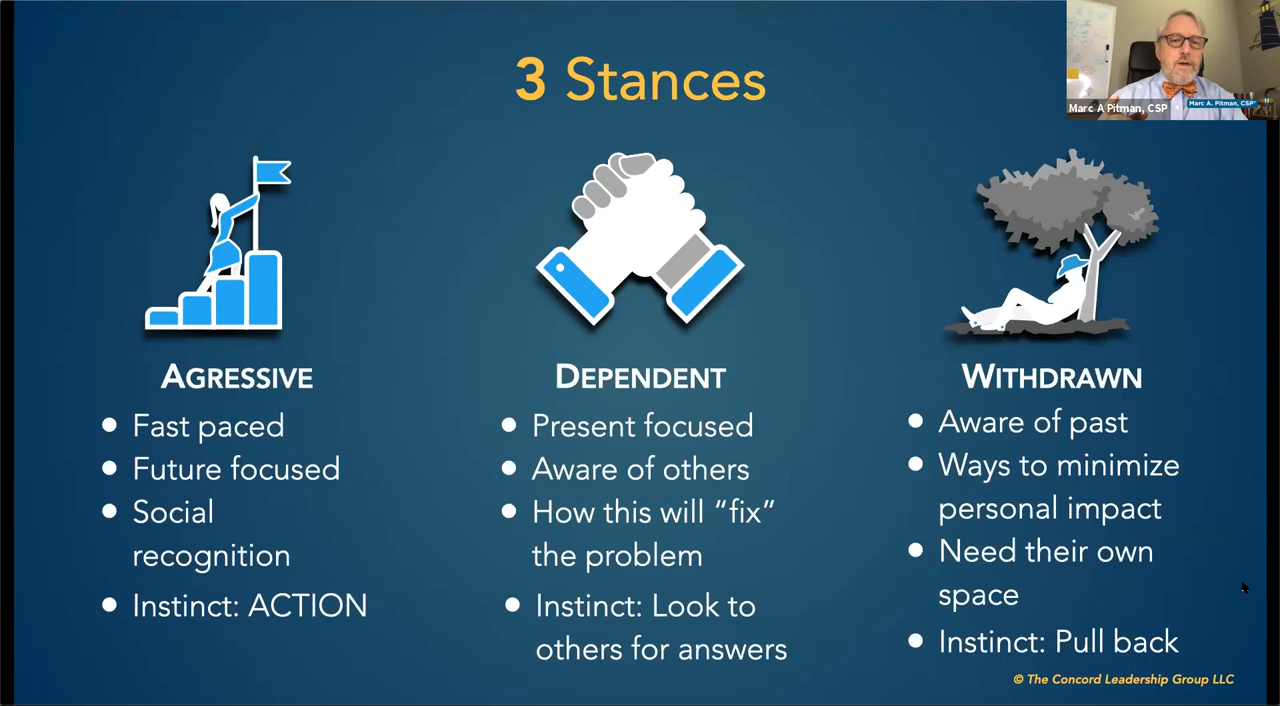 3 Stances
Marc A Pitman, CSP
Marc A. Pitman, CSP
AGRESSIVE
• Fast paced
• Future focused
• Social
recognition
• Instinct: ACTION
DEPENDENT
• Present focused
• Aware of others
• How this will “fix”
the problem
• Instinct: Look to
others for answers
WITHDRAWN
• Aware of past
• Ways to minimize
personal impact
• Need their own
space
• Instinct: Pull back
© The Concord Leadership Group LLC